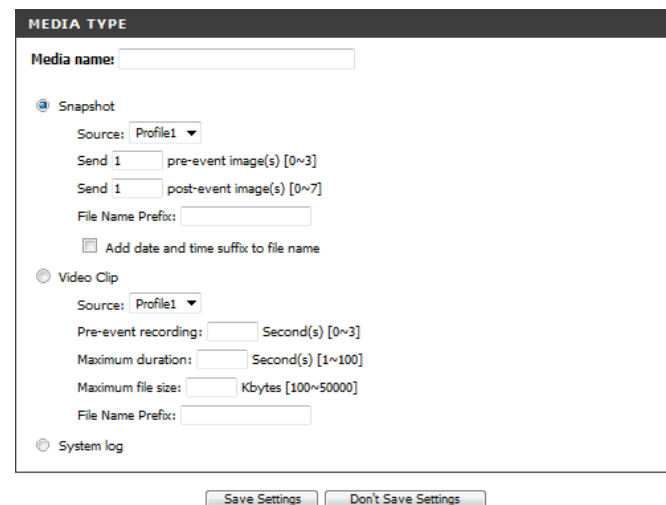 MEDIA TYPE
Media name:
Snapshot
Source: Profile1
Send 1 pre-event image(s) [0~3]
Send 1 post-event image(s) [0~7]
File Name Prefix:
Add date and time suffix to file name
Video Clip
Source: Profile1
Pre-event recording: Second(s) [0~3]
Maximum duration: Second(s) [1~100]
Maximum file size: Kbytes [100~50000]
File Name Prefix:
System log
Save Settings Don't Save Settings